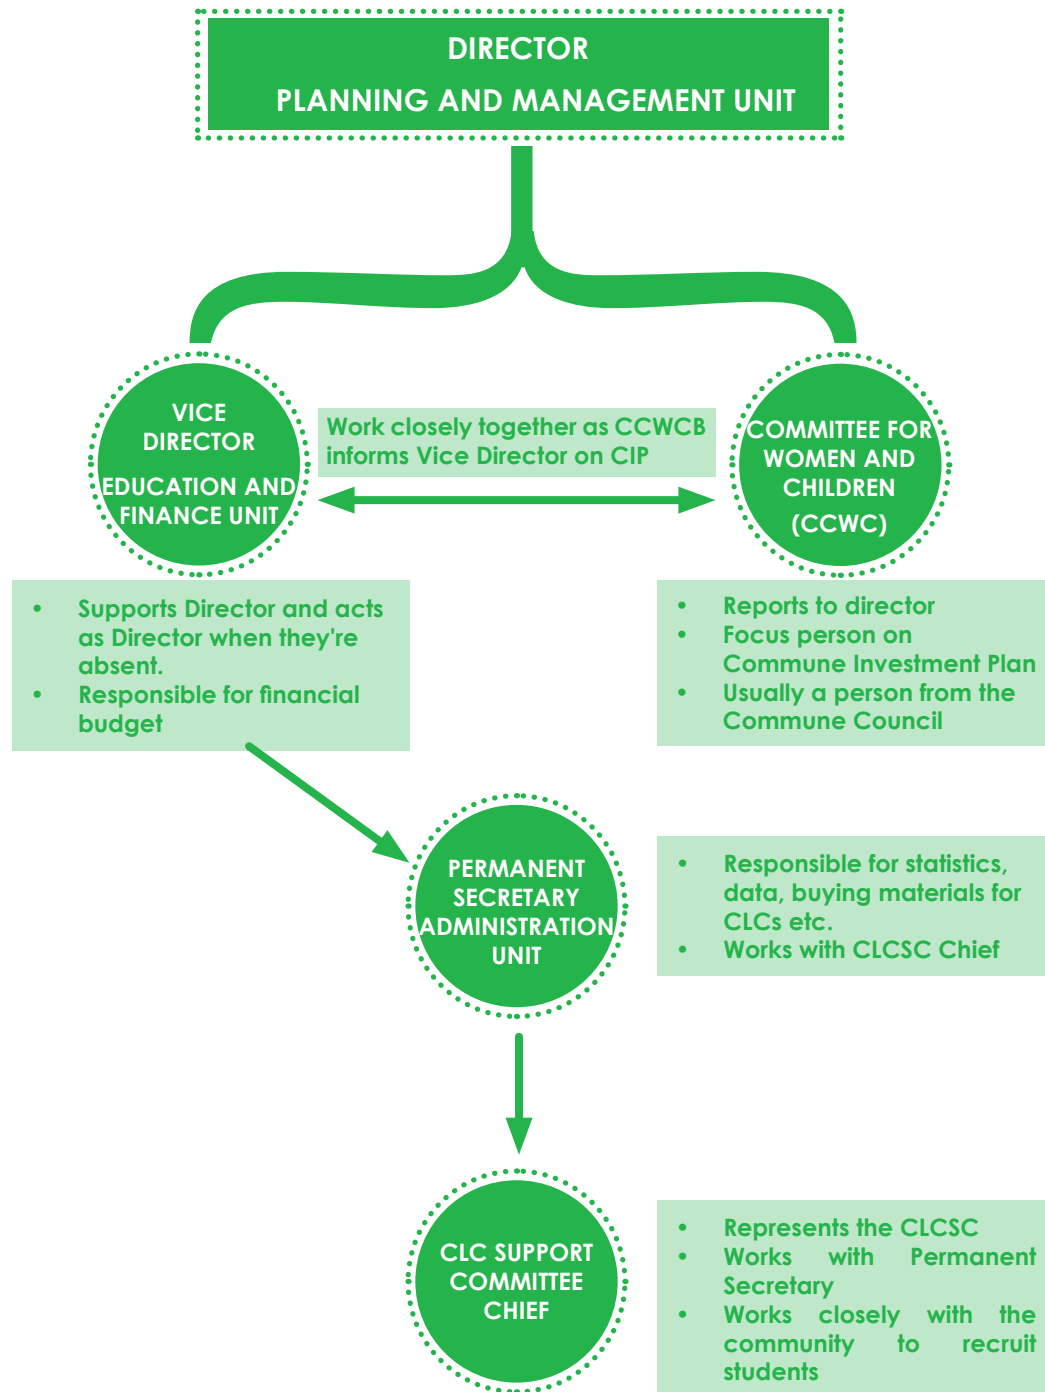 DIRECTOR
PLANNING AND MANAGEMENT UNIT
VICE
DIRECTOR
EDUCATION AND
FINANCE UNIT
Work closely together as CCWCB
informs Vice Director on CIP
COMMITTEE FOR
WOMEN AND
CHILDREN
(CCWC)
• Supports Director and acts
as Director when they're
absent.
• Responsible for financial
budget
• Reports to director
• Focus person on
Commune Investment Plan
• Usually a person from the
Commune Council
PERMANENT
SECRETARY
ADMINISTRATION
UNIT
• Responsible for statistics,
data, buying materials for
CLCs etc.
• Works with CLCSC Chief
CLC SUPPORT
COMMITTEE
CHIEF
• Represents the CLCSC
• Works with Permanent
Secretary
• Works closely with the
community to recruit
students